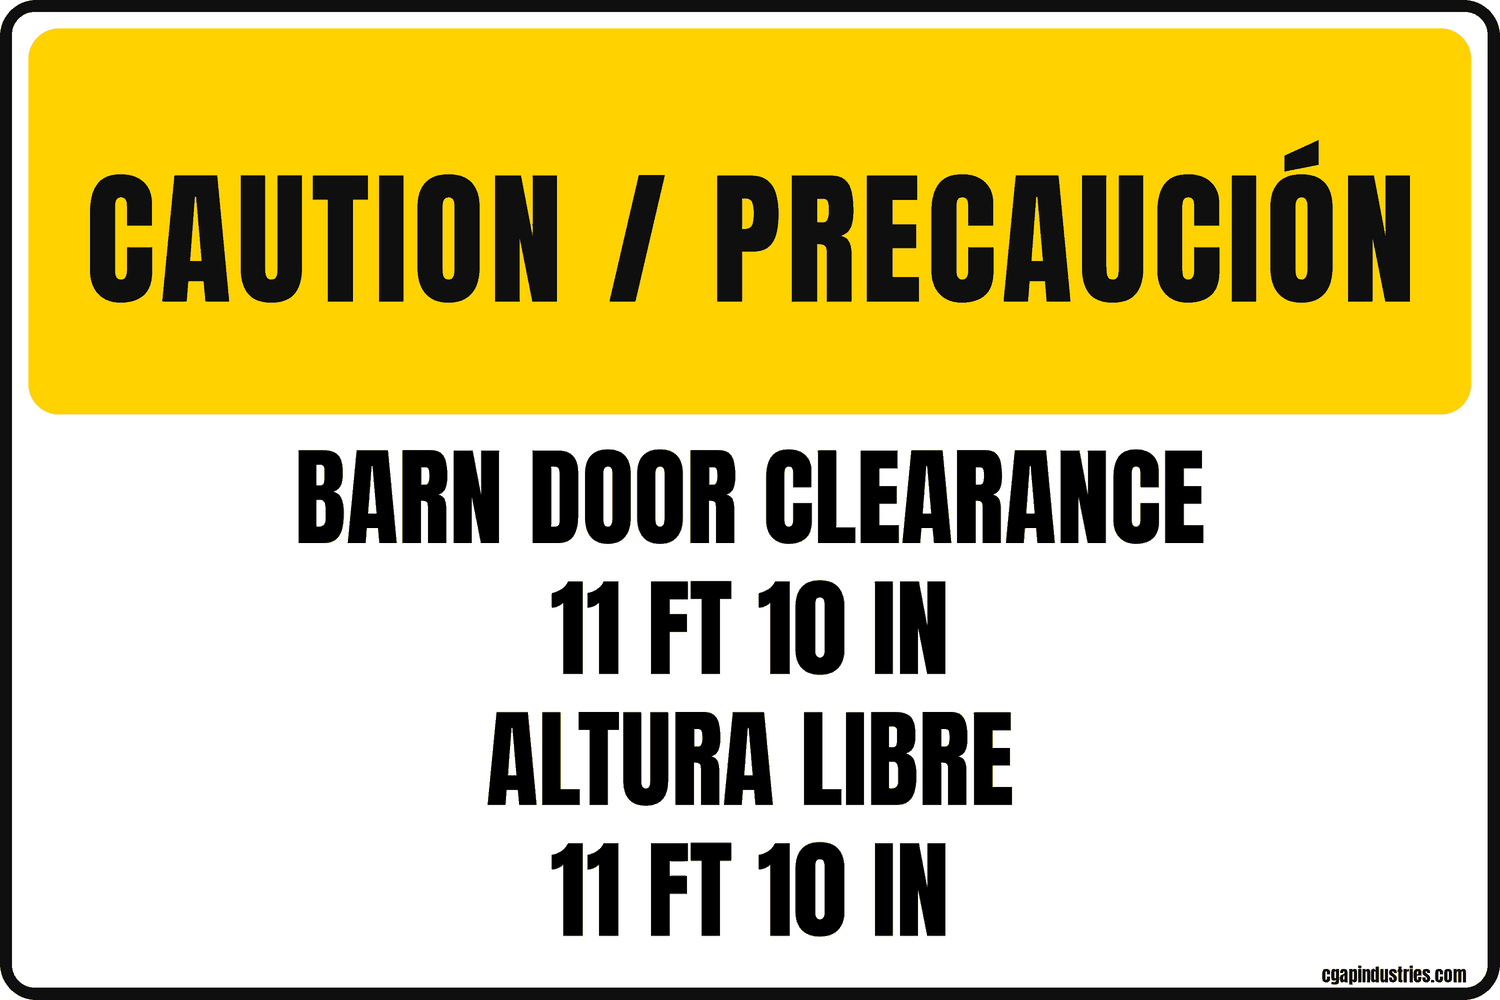 CAUTION / PRECAUCIÓN
BARN DOOR CLEARANCE
11 FT 10 IN
ALTURA LIBRE
11 FT 10 IN
cgapindustries.com